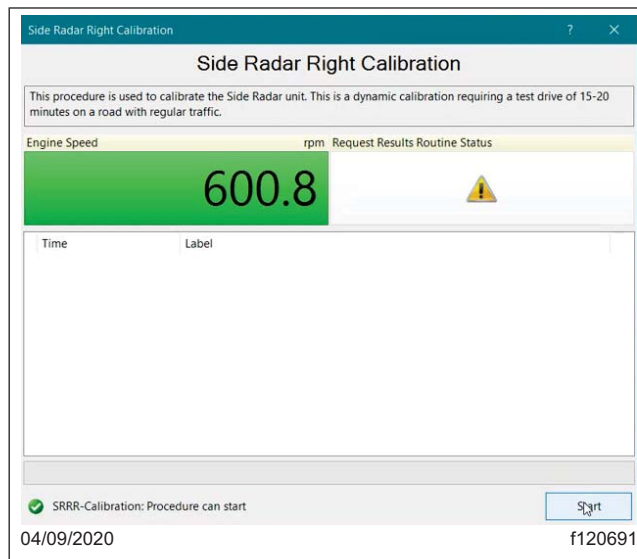 Side Radar Right Calibration
Side Radar Right Calibration
This procedure is used to calibrate the Side Radar unit. This is a dynamic calibration requiring a test drive of 15-20
minutes on a road with regular traffic.
Engine Speed rpm Request Results Routine Status
600.8
Time Label
SRRR-Calibration: Procedure can start
Start
04/09/2020 f120691